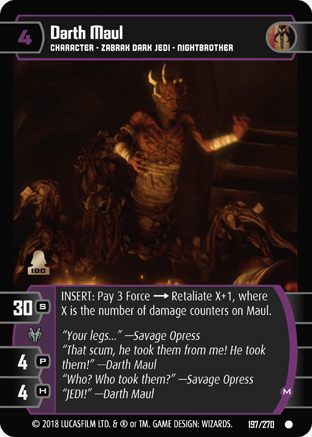 4
Darth Maul
CHARACTER - ZABRAK DARK JEDI - NIGHTBROTHER
IDC
30 S
4 P
4 H
INSERT: Pay 3 Force → Retaliate X+1, where
X is the number of damage counters on Maul.
“Your legs...” —Savage Opress
“That scum, he took them from me! He took
them!” —Darth Maul
“Who? Who took them?” —Savage Opress
“JEDI!” —Darth Maul
M
© 2018 LUCASFILM LTD. & ® or TM. GAME DESIGN: WIZARDS.
197/270